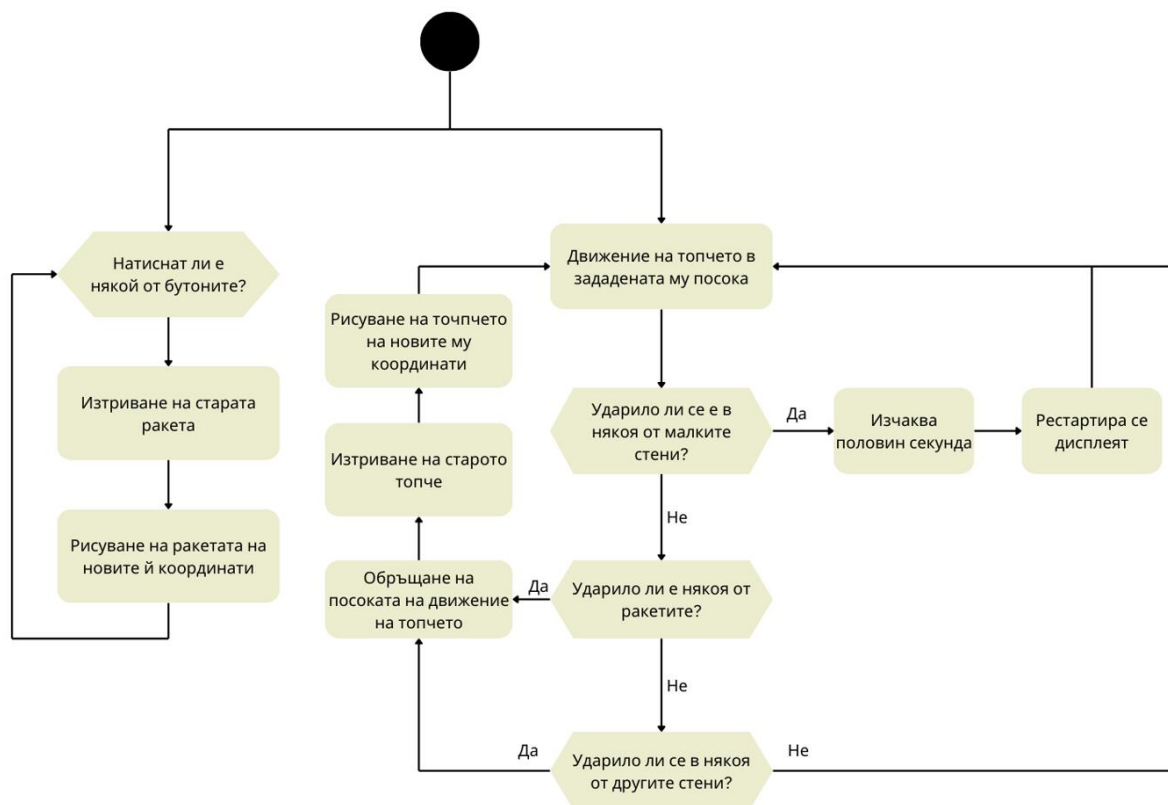 Натиснат ли е
някой от бутоните?
Изтриване на старата
ракета
Рисуване на ракетата на
новите ѝ координати
Рисуване на точпчето
на новите му
координати
Изтриване на старото
топче
Обръщане на
посоката на движение
на топчето
Движение на топчето в
зададената му посока
Ударило ли се е в
някоя от малките
стени?
Да
Изчаква
половин секунда
Рестартира се
дисплеят
Не
Ударило ли е някоя от
ракетите?
Да
Не
Ударило ли се в някоя
от другите стени?
Да
Не